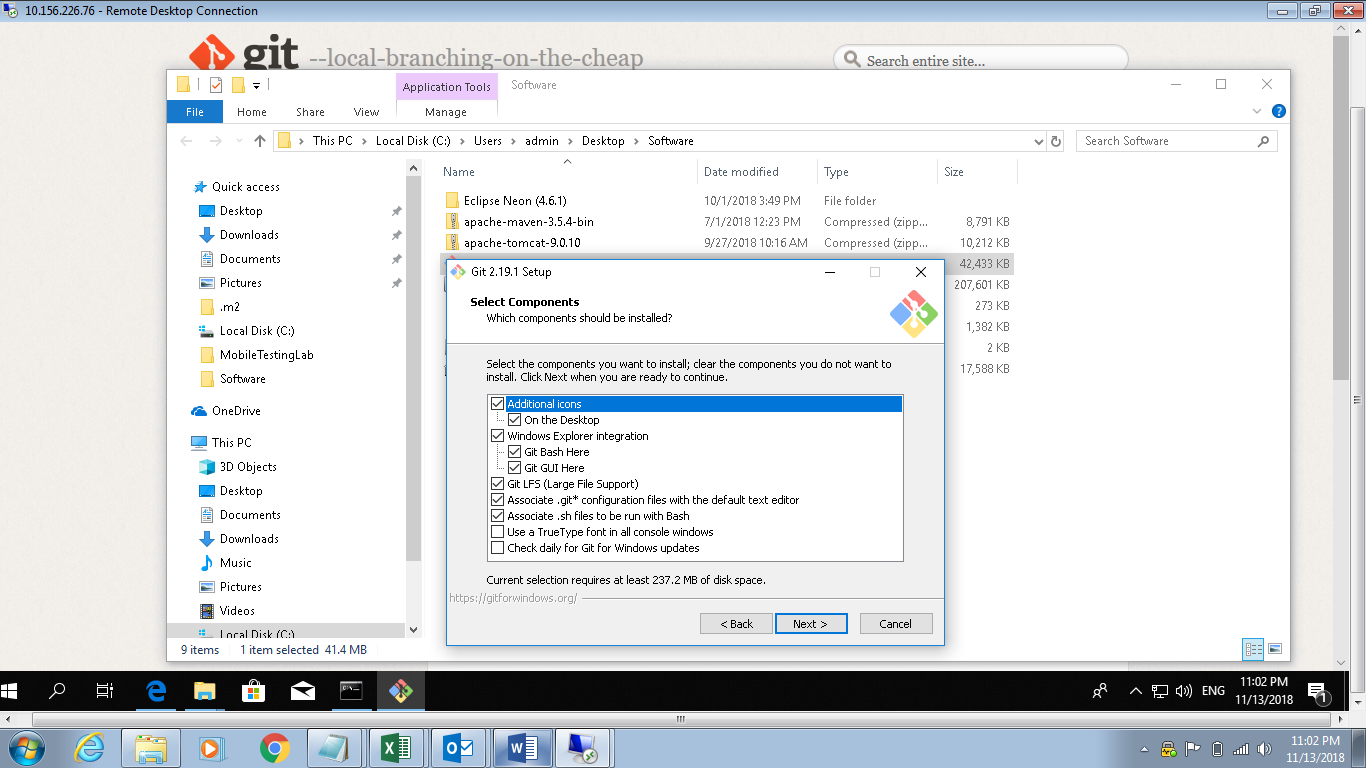 10.156.226.76 - Remote Desktop Connection
git --local-branching-on-the-cheap
Search entire site...
Application Tools Software
File Home Share View Manage
This PC Local Disk (C:) Users admin Desktop Software
Search Software
Name Date modified Type Size
Quick access
Desktop
Downloads
Documents
Pictures
.m2
Local Disk (C:)
MobileTestingLab
Software
OneDrive
This PC
3D Objects
Desktop
Documents
Downloads
Music
Pictures
Videos
Local Disk (C:)
Eclipse Neon (4.6.1) 10/1/2018 3:49 PM File folder
apache-maven-3.5.4-bin 7/1/2018 12:23 PM Compressed (zipp... 8,791 KB
apache-tomcat-9.0.10 9/27/2018 10:16 AM Compressed (zipp... 10,212 KB
42,433 KB
207,601 KB
273 KB
1,382 KB
2 KB
17,588 KB
Git 2.19.1 Setup
Select Components
Which components should be installed?
Select the components you want to install; clear the components you do not want to
install. Click Next when you are ready to continue.
Additional icons
On the Desktop
Windows Explorer integration
Git Bash Here
Git GUI Here
Git LFS (Large File Support)
Associate .git* configuration files with the default text editor
Associate .sh files to be run with Bash
Use a TrueType font in all console windows
Check daily for Git for Windows updates
Current selection requires at least 237.2 MB of disk space.
https://gitforwindows.org/
< Back Next > Cancel
9 items 1 item selected 41.4 MB
ENG
11:02 PM
11/13/2018
1
11:02 PM
11/13/2018